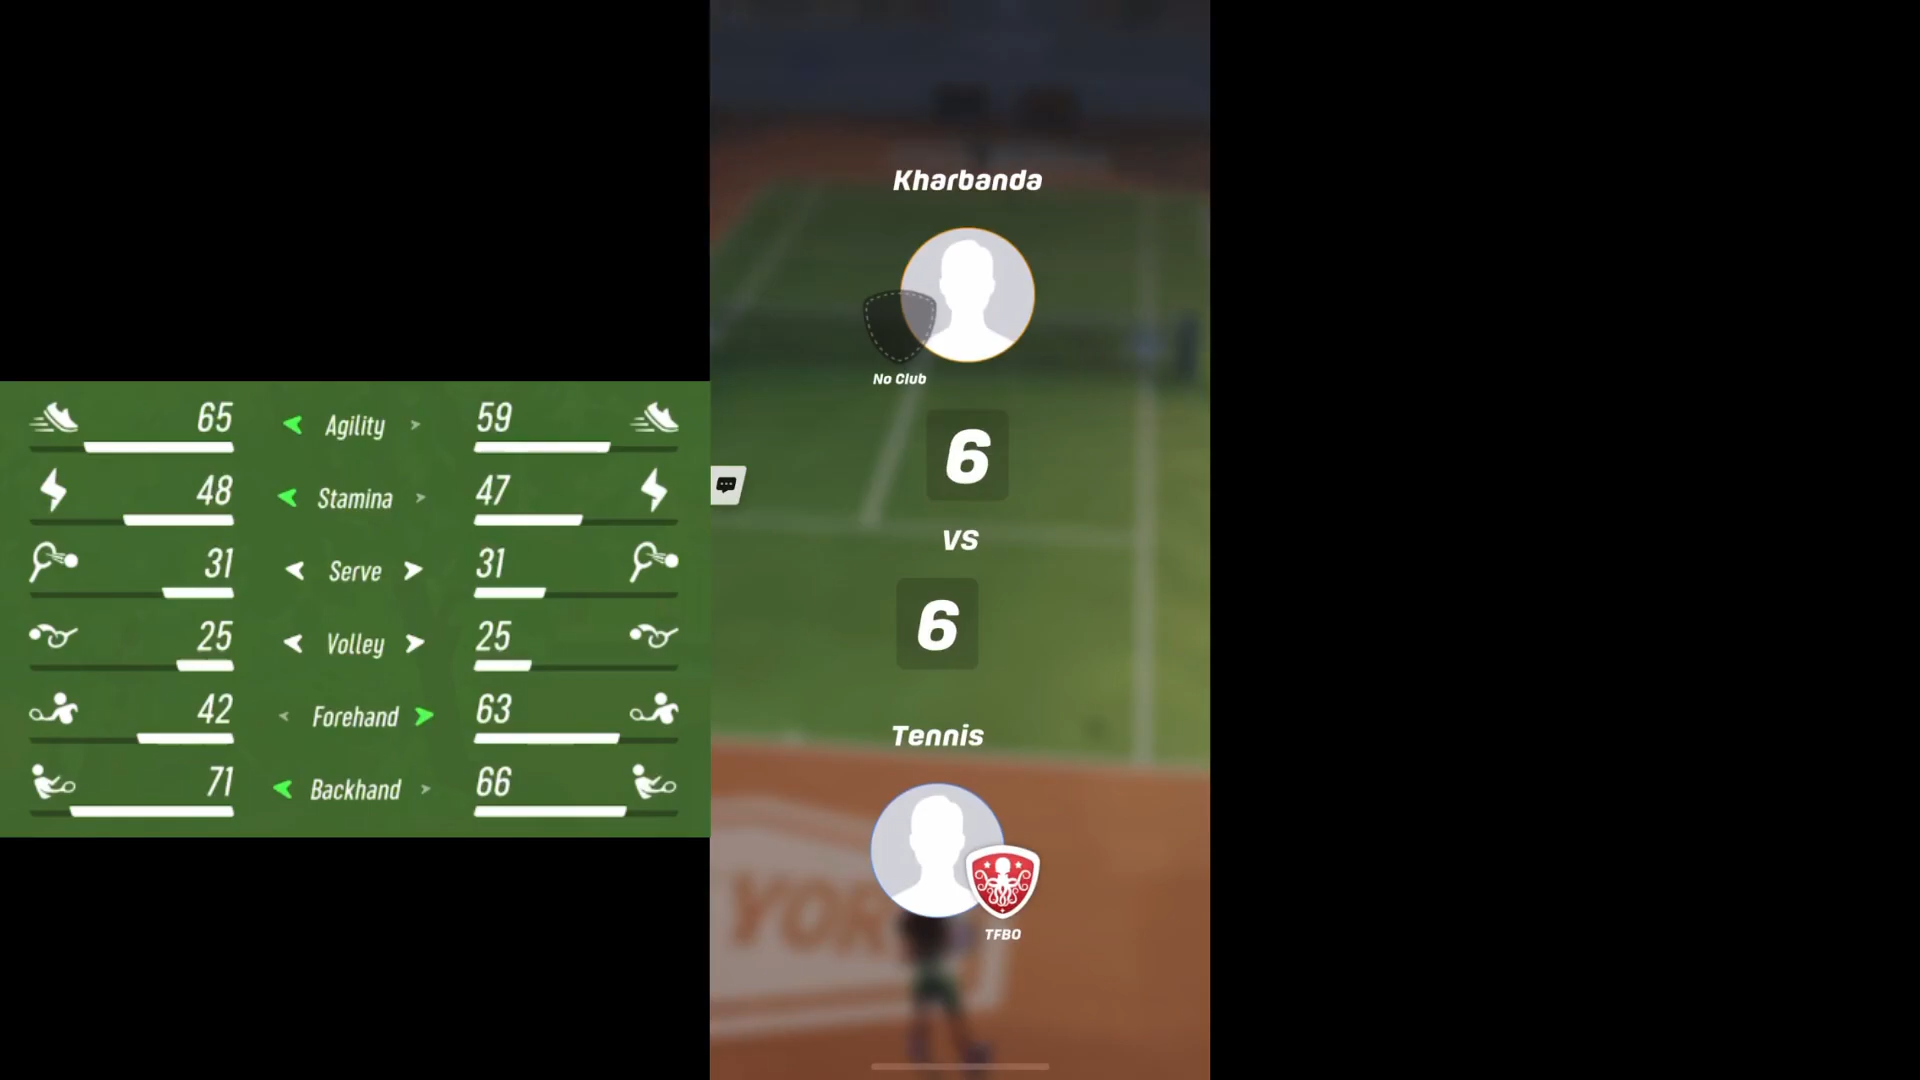 65 Agility 59
48 Stamina 47
31 Serve 31
25 Volley 25
42 Forehand 63
71 Backhand 66
Kharbanda
No Club
6
VS
6
Tennis
TFBO
YOR